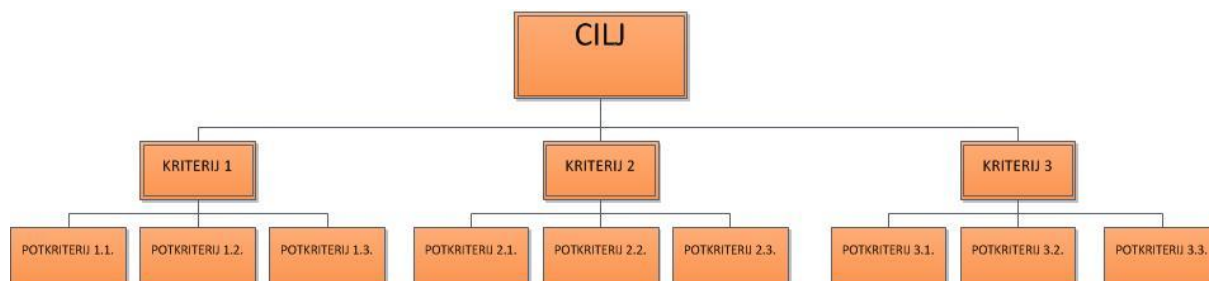 CILJ
KRITERIJ 1
KRITERIJ 2
KRITERIJ 3
POTKRITERIJ 1.1.
POTKRITERIJ 1.2.
POTKRITERIJ 1.3.
POTKRITERIJ 2.1.
POTKRITERIJ 2.2.
POTKRITERIJ 2.3.
POTKRITERIJ 3.1.
POTKRITERIJ 3.2.
POTKRITERIJ 3.3.